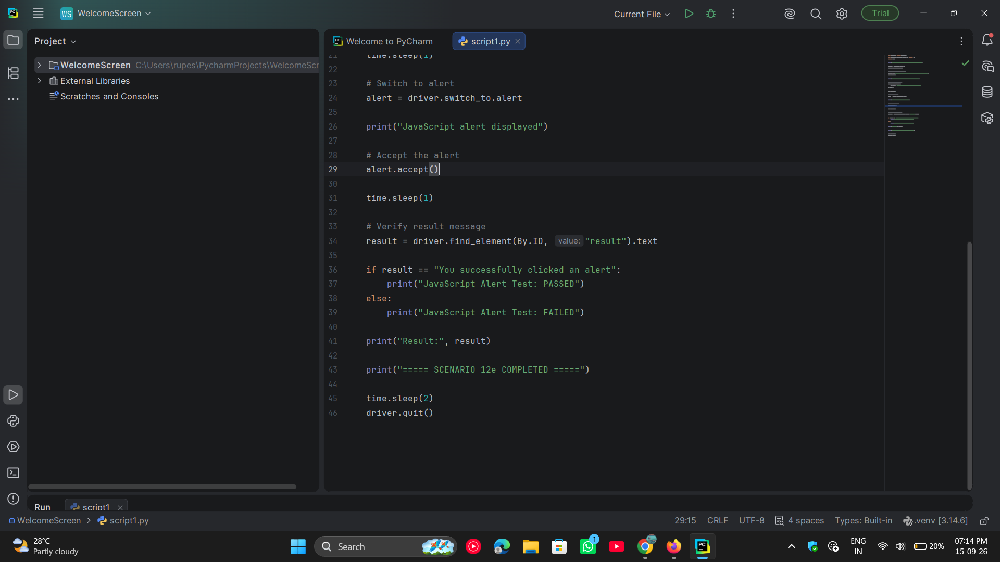 WS WelcomeScreen
Current File
Trial
Project
WelcomeScreen C:\Users\rupes\PycharmProjects\WelcomeScr
External Libraries
Scratches and Consoles
Welcome to PyCharm
script1.py
21 time.sleep(1)
22
23 # Switch to alert
24 alert = driver.switch_to.alert
25
26 print("JavaScript alert displayed")
27
28 # Accept the alert
29 alert.accept()
30
31 time.sleep(1)
32
33 # Verify result message
34 result = driver.find_element(By.ID, value: "result").text
35
36 if result == "You successfully clicked an alert":
37     print("JavaScript Alert Test: PASSED")
38 else:
39     print("JavaScript Alert Test: FAILED")
40
41 print("Result:", result)
42
43 print("===== SCENARIO 12e COMPLETED =====")
44
45 time.sleep(2)
46 driver.quit()
Run script1
WelcomeScreen > script1.py
29:15 CRLF UTF-8 4 spaces Types: Built-in .venv [3.14.6]
28°C
Partly cloudy
Search
1
ENG
IN
20%
07:14 PM
15-09-26